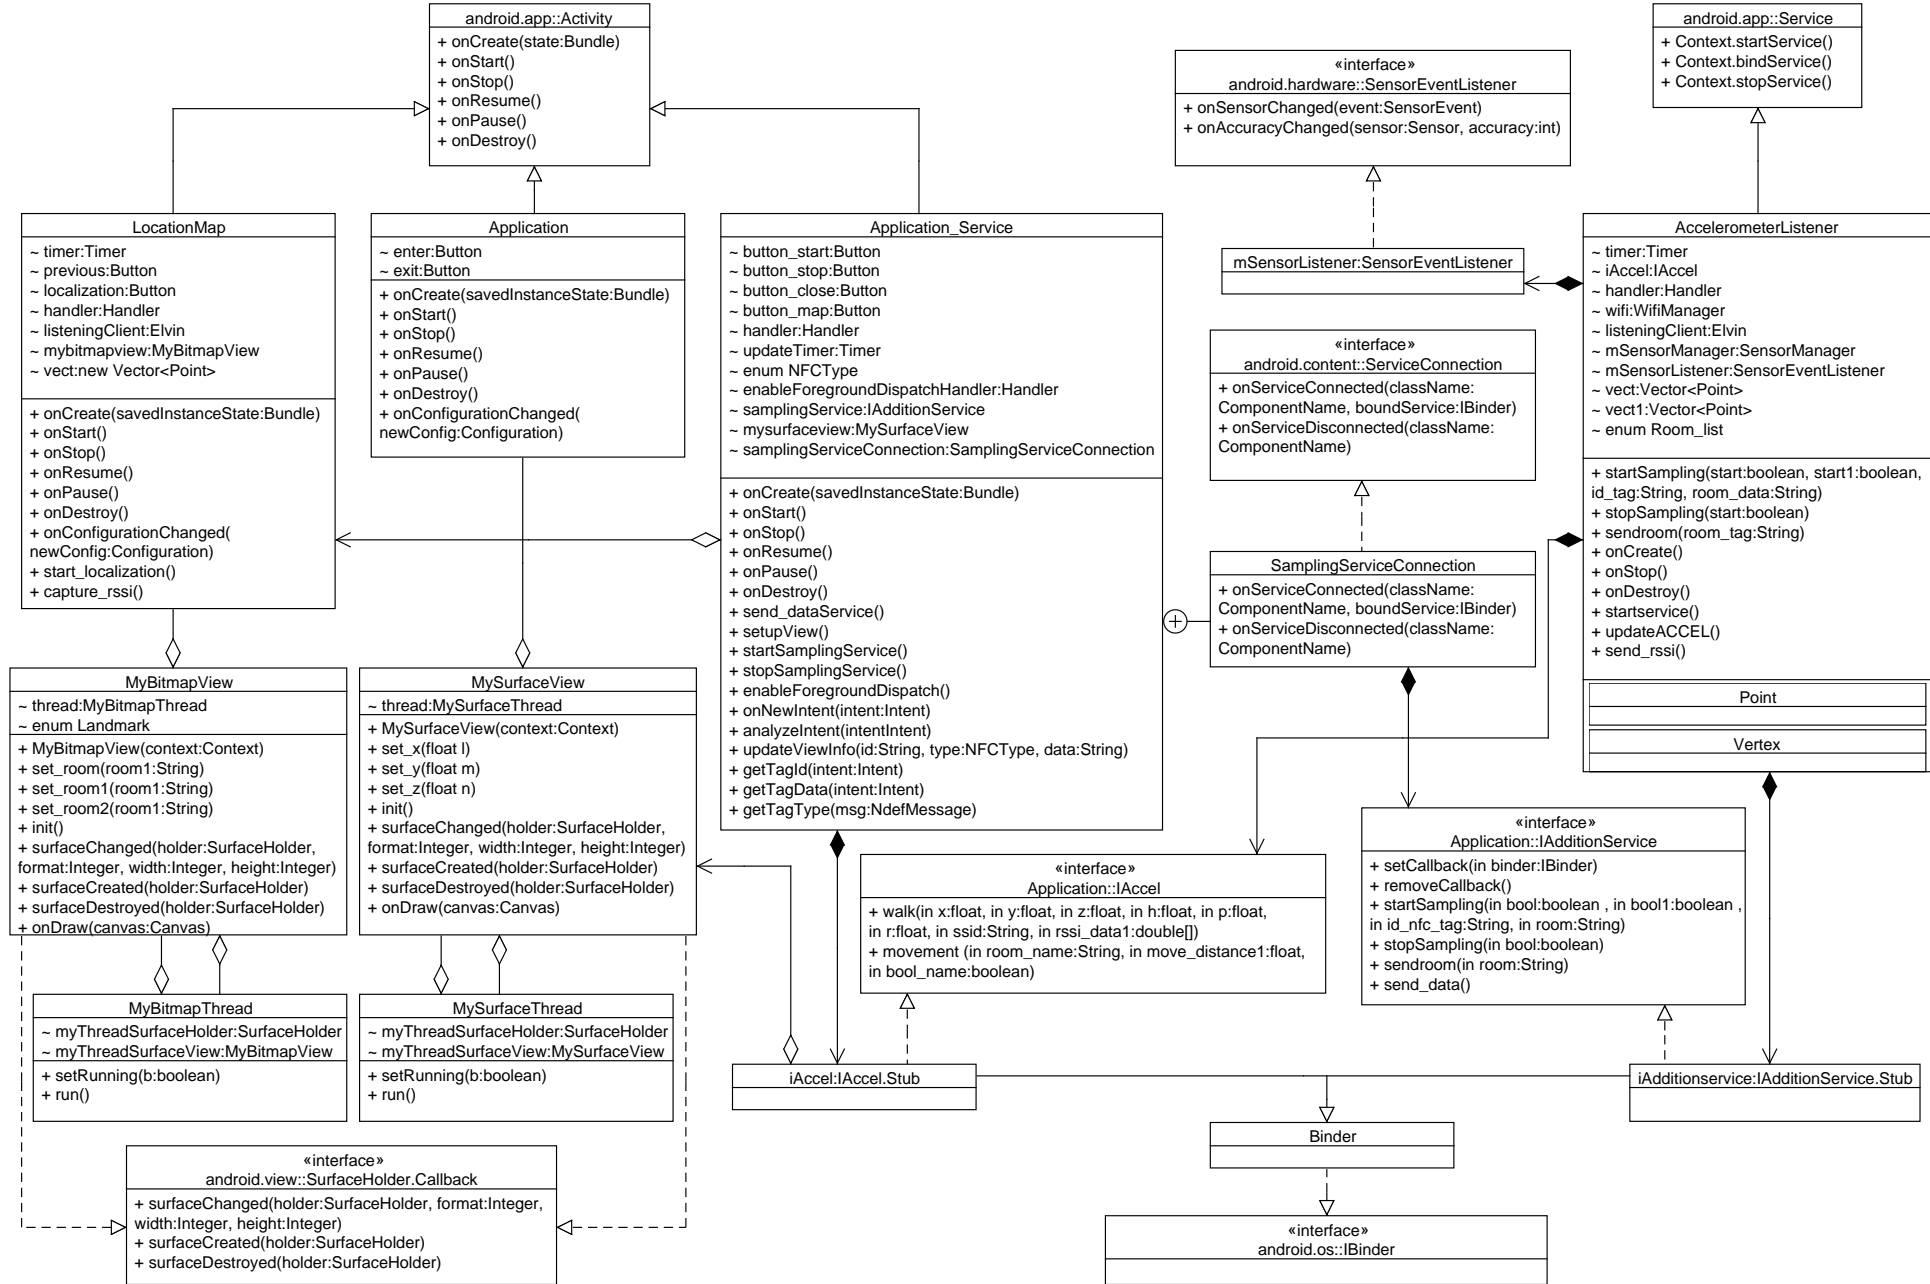 android.app::Activity
+ onCreate(state:Bundle)
+ onStart()
+ onStop()
+ onResume()
+ onPause()
+ onDestroy()
«interface»
android.hardware::SensorEventListener
+ onSensorChanged(event:SensorEvent)
+ onAccuracyChanged(sensor:Sensor, accuracy:int)
android.app::Service
+ Context.startService()
+ Context.bindService()
+ Context.stopService()
LocationMap
~ timer:Timer
~ previous:Button
~ localization:Button
~ handler:Handler
~ listeningClient:Elvin
~ mybitmapview:MyBitmapView
~ vect:new Vector<Point>
+ onCreate(savedInstanceState:Bundle)
+ onStart()
+ onStop()
+ onResume()
+ onPause()
+ onDestroy()
+ onConfigurationChanged(
newConfig:Configuration)
+ start_localization()
+ capture_rssi()
Application
~ enter:Button
~ exit:Button
+ onCreate(savedInstanceState:Bundle)
+ onStart()
+ onStop()
+ onResume()
+ onPause()
+ onDestroy()
+ onConfigurationChanged(
newConfig:Configuration)
Application_Service
~ button_start:Button
~ button_stop:Button
~ button_close:Button
~ button_map:Button
~ handler:Handler
~ updateTimer:Timer
~ enum NFCType
~ enableForegroundDispatchHandler:Handler
~ samplingService:IAdditionService
~ mysurfaceview:MySurfaceView
~ samplingServiceConnection:SamplingServiceConnection
+ onCreate(savedInstanceState:Bundle)
+ onStart()
+ onStop()
+ onResume()
+ onPause()
+ onDestroy()
+ send_dataService()
+ setupView()
+ startSamplingService()
+ stopSamplingService()
+ enableForegroundDispatch()
+ onNewIntent(intent:Intent)
+ analyzeIntent(intentIntent)
+ updateViewInfo(id:String, type:NFCType, data:String)
+ getTagId(intent:Intent)
+ getTagData(intent:Intent)
+ getTagType(msg:NdefMessage)
mSensorListener:SensorEventListener
«interface»
android.content::ServiceConnection
+ onServiceConnected(className:
ComponentName, boundService:IBinder)
+ onServiceDisconnected(className:
ComponentName)
SamplingServiceConnection
+ onServiceConnected(className:
ComponentName, boundService:IBinder)
+ onServiceDisconnected(className:
ComponentName)
AccelerometerListener
~ timer:Timer
~ iAccel:IAccel
~ handler:Handler
~ wifi:WifiManager
~ listeningClient:Elvin
~ mSensorManager:SensorManager
~ mSensorListener:SensorEventListener
~ vect:Vector<Point>
~ vect1:Vector<Point>
~ enum Room_list
+ startSampling(start:boolean, start1:boolean,
id_tag:String, room_data:String)
+ stopSampling(start:boolean)
+ sendroom(room_tag:String)
+ onCreate()
+ onStop()
+ onDestroy()
+ startservice()
+ updateACCEL()
+ send_rssi()
Point
Vertex
MyBitmapView
~ thread:MyBitmapThread
~ enum Landmark
+ MyBitmapView(context:Context)
+ set_room(room1:String)
+ set_room1(room1:String)
+ set_room2(room1:String)
+ init()
+ surfaceChanged(holder:SurfaceHolder,
format:Integer, width:Integer, height:Integer)
+ surfaceCreated(holder:SurfaceHolder)
+ surfaceDestroyed(holder:SurfaceHolder)
+ onDraw(canvas:Canvas)
MySurfaceView
~ thread:MySurfaceThread
+ MySurfaceView(context:Context)
+ set_x(float l)
+ set_y(float m)
+ set_z(float n)
+ init()
+ surfaceChanged(holder:SurfaceHolder,
format:Integer, width:Integer, height:Integer)
+ surfaceCreated(holder:SurfaceHolder)
+ surfaceDestroyed(holder:SurfaceHolder)
+ onDraw(canvas:Canvas)
«interface»
Application::IAccel
+ walk(in x:float, in y:float, in z:float, in h:float, in p:float,
in r:float, in ssid:String, in rssi_data1:double[])
+ movement (in room_name:String, in move_distance1:float,
in bool_name:boolean)
«interface»
Application::IAdditionService
+ setCallback(in binder:IBinder)
+ removeCallback()
+ startSampling(in bool:boolean , in bool1:boolean ,
in id_nfc_tag:String, in room:String)
+ stopSampling(in bool:boolean)
+ sendroom(in room:String)
+ send_data()
MyBitmapThread
~ myThreadSurfaceHolder:SurfaceHolder
~ myThreadSurfaceView:MyBitmapView
+ setRunning(b:boolean)
+ run()
MySurfaceThread
~ myThreadSurfaceHolder:SurfaceHolder
~ myThreadSurfaceView:MySurfaceView
+ setRunning(b:boolean)
+ run()
iAccel:IAccel.Stub
iAdditionservice:IAdditionService.Stub
Binder
«interface»
android.view::SurfaceHolder.Callback
+ surfaceChanged(holder:SurfaceHolder, format:Integer,
width:Integer, height:Integer)
+ surfaceCreated(holder:SurfaceHolder)
+ surfaceDestroyed(holder:SurfaceHolder)
«interface»
android.os::IBinder